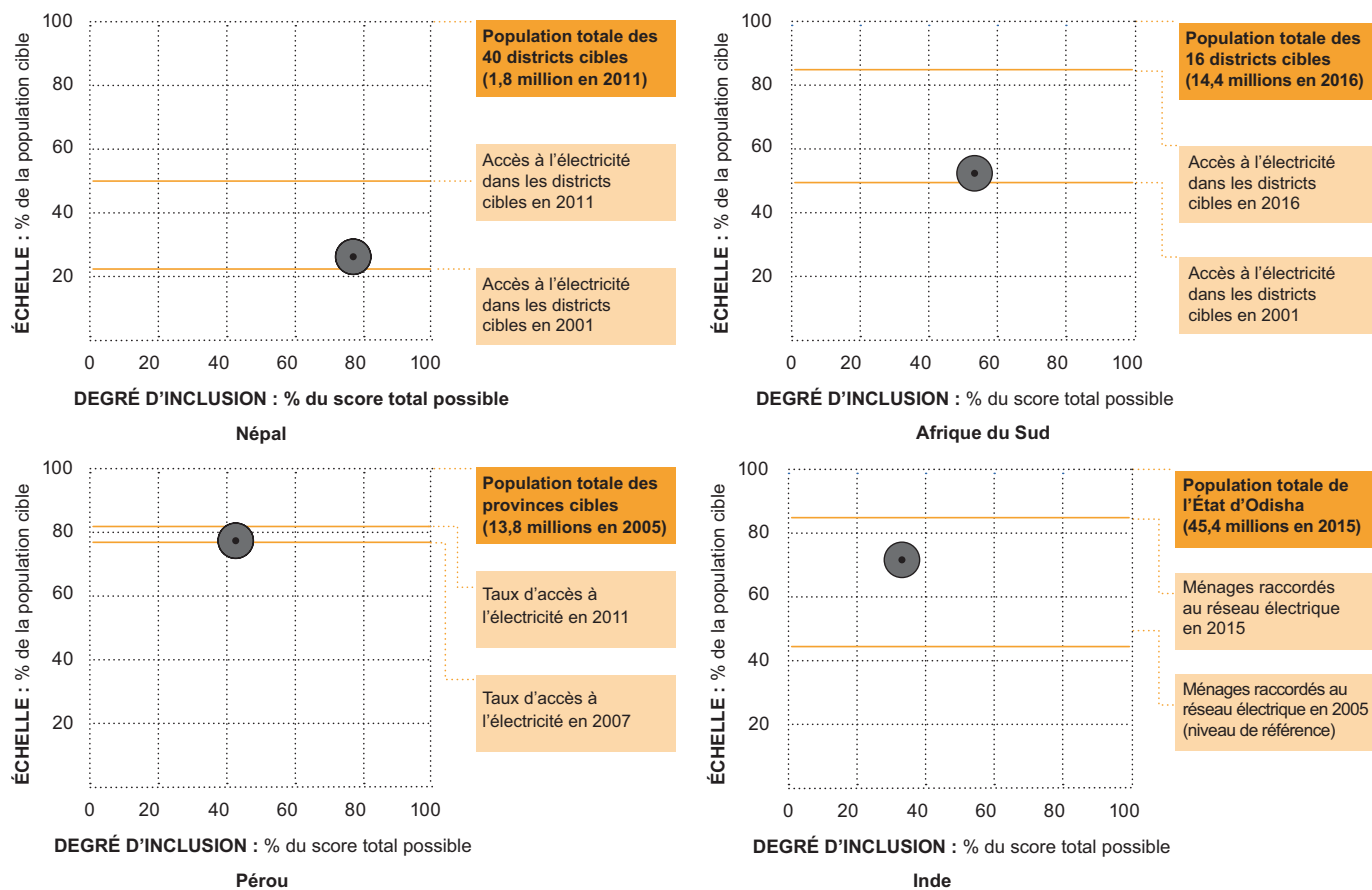 100
80
60
40
20
ÉCHELLE : % de la population cible
0 20 40 60 80 100
DEGRÉ D'INCLUSION : % du score total possible
Népal
Population totale des
40 districts cibles
(1,8 million en 2011)
Accès à l'électricité
dans les districts
cibles en 2011
Accès à l'électricité
dans les districts
cibles en 2001
100
80
60
40
20
ÉCHELLE : % de la population cible
0 20 40 60 80 100
DEGRÉ D'INCLUSION : % du score total possible
Afrique du Sud
Population totale des
16 districts cibles
(14,4 millions en 2016)
Accès à l'électricité
dans les districts
cibles en 2016
Accès à l'électricité
dans les districts
cibles en 2001
100
80
60
40
20
ÉCHELLE : % de la population cible
0 20 40 60 80 100
DEGRÉ D'INCLUSION : % du score total possible
Pérou
Population totale des
provinces cibles
(13,8 millions en 2005)
Taux d'accès à
l'électricité en 2011
Taux d'accès à
l'électricité en 2007
100
80
60
40
20
ÉCHELLE : % de la population cible
0 20 40 60 80 100
DEGRÉ D'INCLUSION : % du score total possible
Inde
Population totale de
l'État d'Odisha
(45,4 millions en 2015)
Ménages raccordés
au réseau électrique
en 2015
Ménages raccordés au
réseau électrique en 2005
(niveau de référence)